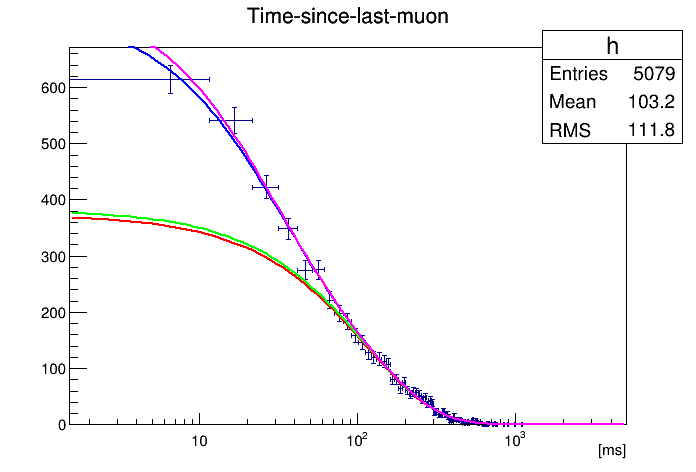 Time-since-last-muon
h
Entries 5079
Mean 103.2
RMS 111.8
600
500
400
300
200
100
0
10 10² 10³
[ms]